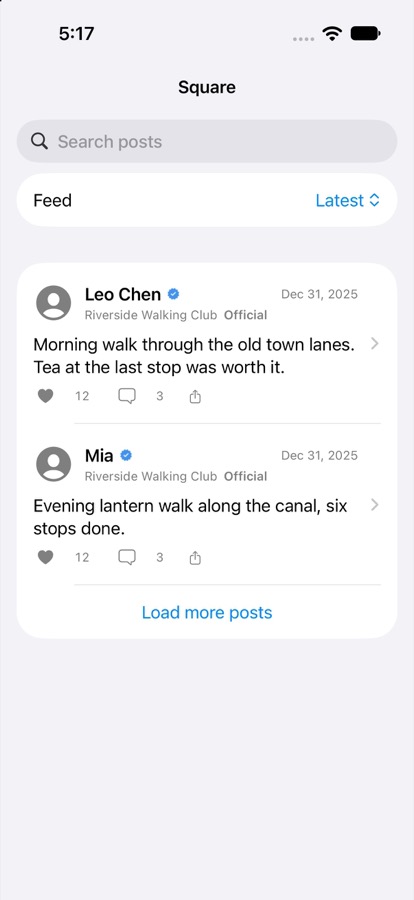 5:17
Square
Search posts
Feed
Latest
Leo Chen
Dec 31, 2025
Riverside Walking Club Official
Morning walk through the old town lanes.
Tea at the last stop was worth it.
12
3
Mia
Dec 31, 2025
Riverside Walking Club Official
Evening lantern walk along the canal, six
stops done.
12
3
Load more posts